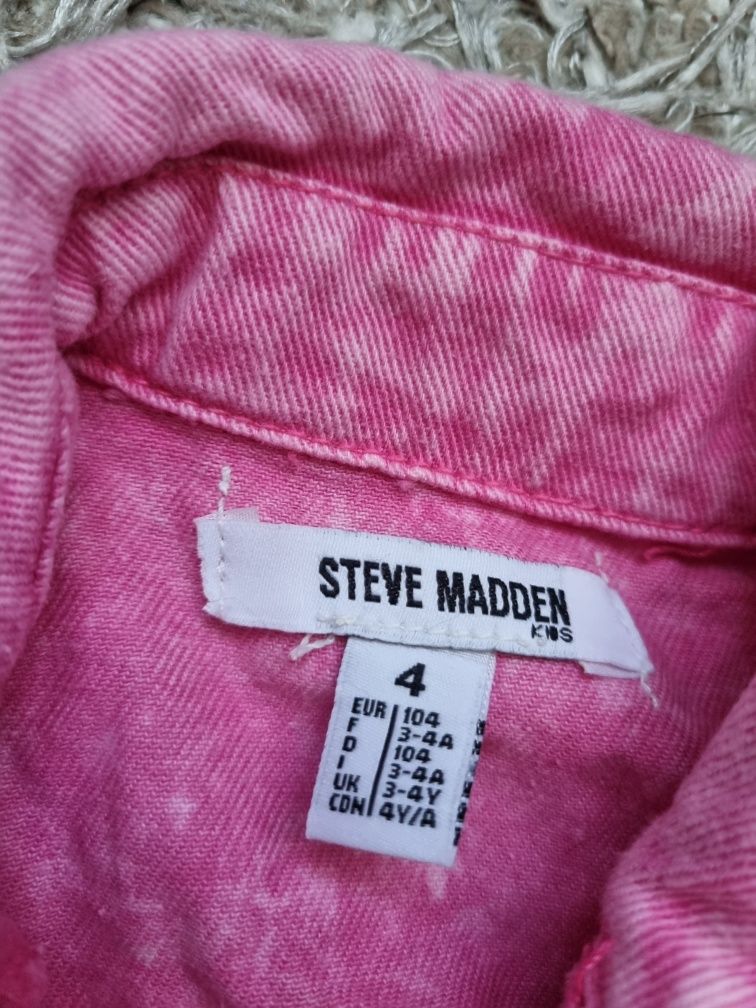 STEVE MADDEN
KIDS
4
EUR 104
F 3-4A
D 104
I 3-4A
UK 3-4Y
CDN 4Y/A